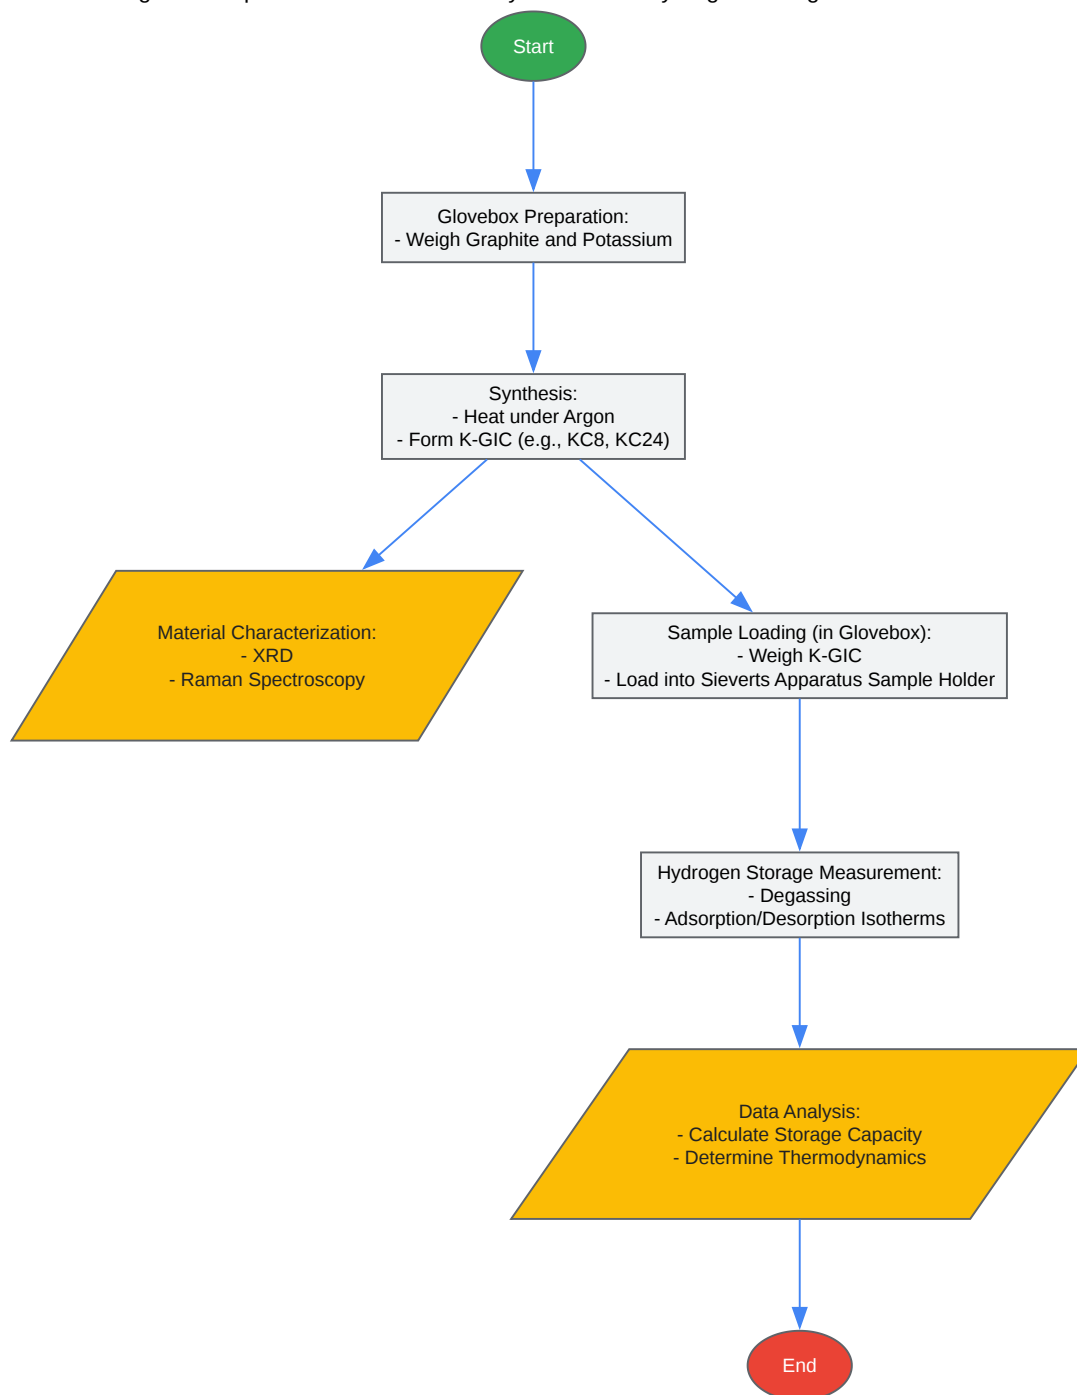 Start
Glovebox Preparation:
- Weigh Graphite and Potassium
Synthesis:
- Heat under Argon
- Form K-GIC (e.g., KC8, KC24)
Material Characterization:
- XRD
- Raman Spectroscopy
Sample Loading (in Glovebox):
- Weigh K-GIC
- Load into Sieverts Apparatus Sample Holder
Hydrogen Storage Measurement:
- Degassing
- Adsorption/Desorption Isotherms
Data Analysis:
- Calculate Storage Capacity
- Determine Thermodynamics
End